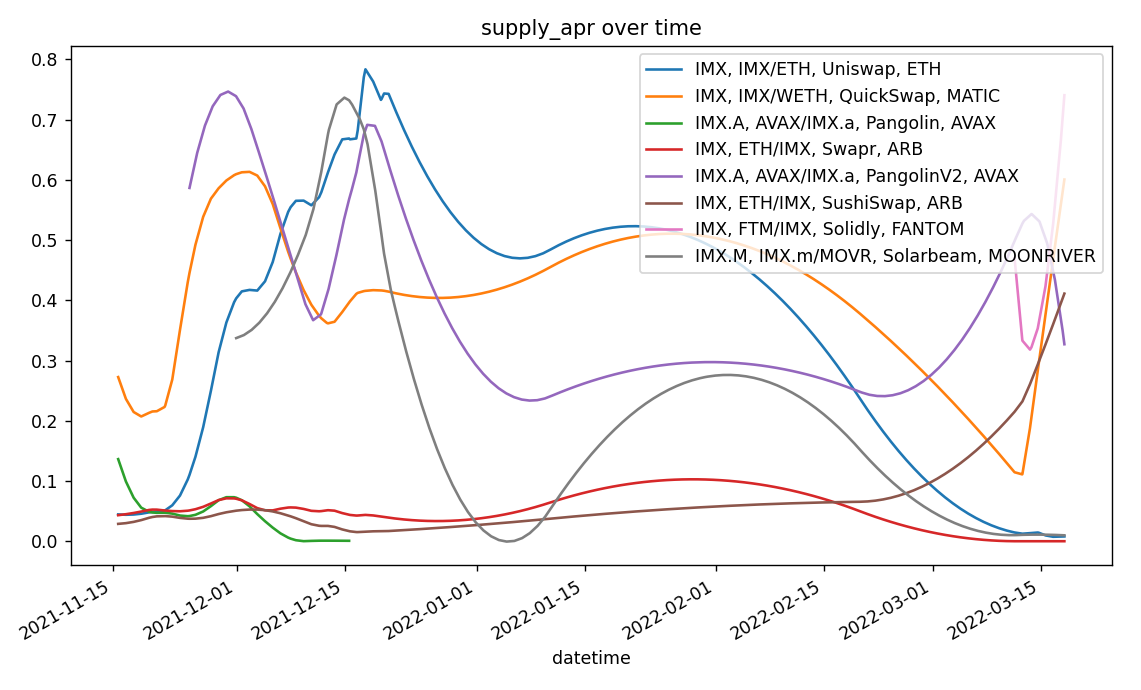 supply_apr over time
0.8
0.7
0.6
0.5
0.4
0.3
0.2
0.1
0.0
IMX, IMX/ETH, Uniswap, ETH
IMX, IMX/WETH, QuickSwap, MATIC
IMX.A, AVAX/IMX.a, Pangolin, AVAX
IMX, ETH/IMX, Swapr, ARB
IMX.A, AVAX/IMX.a, PangolinV2, AVAX
IMX, ETH/IMX, SushiSwap, ARB
IMX, FTM/IMX, Solidly, FANTOM
IMX.M, IMX.m/MOVR, Solarbeam, MOONRIVER
2021-11-15
2021-12-01
2021-12-15
2022-01-01
2022-01-15
2022-02-01
2022-02-15
2022-03-01
2022-03-15
datetime